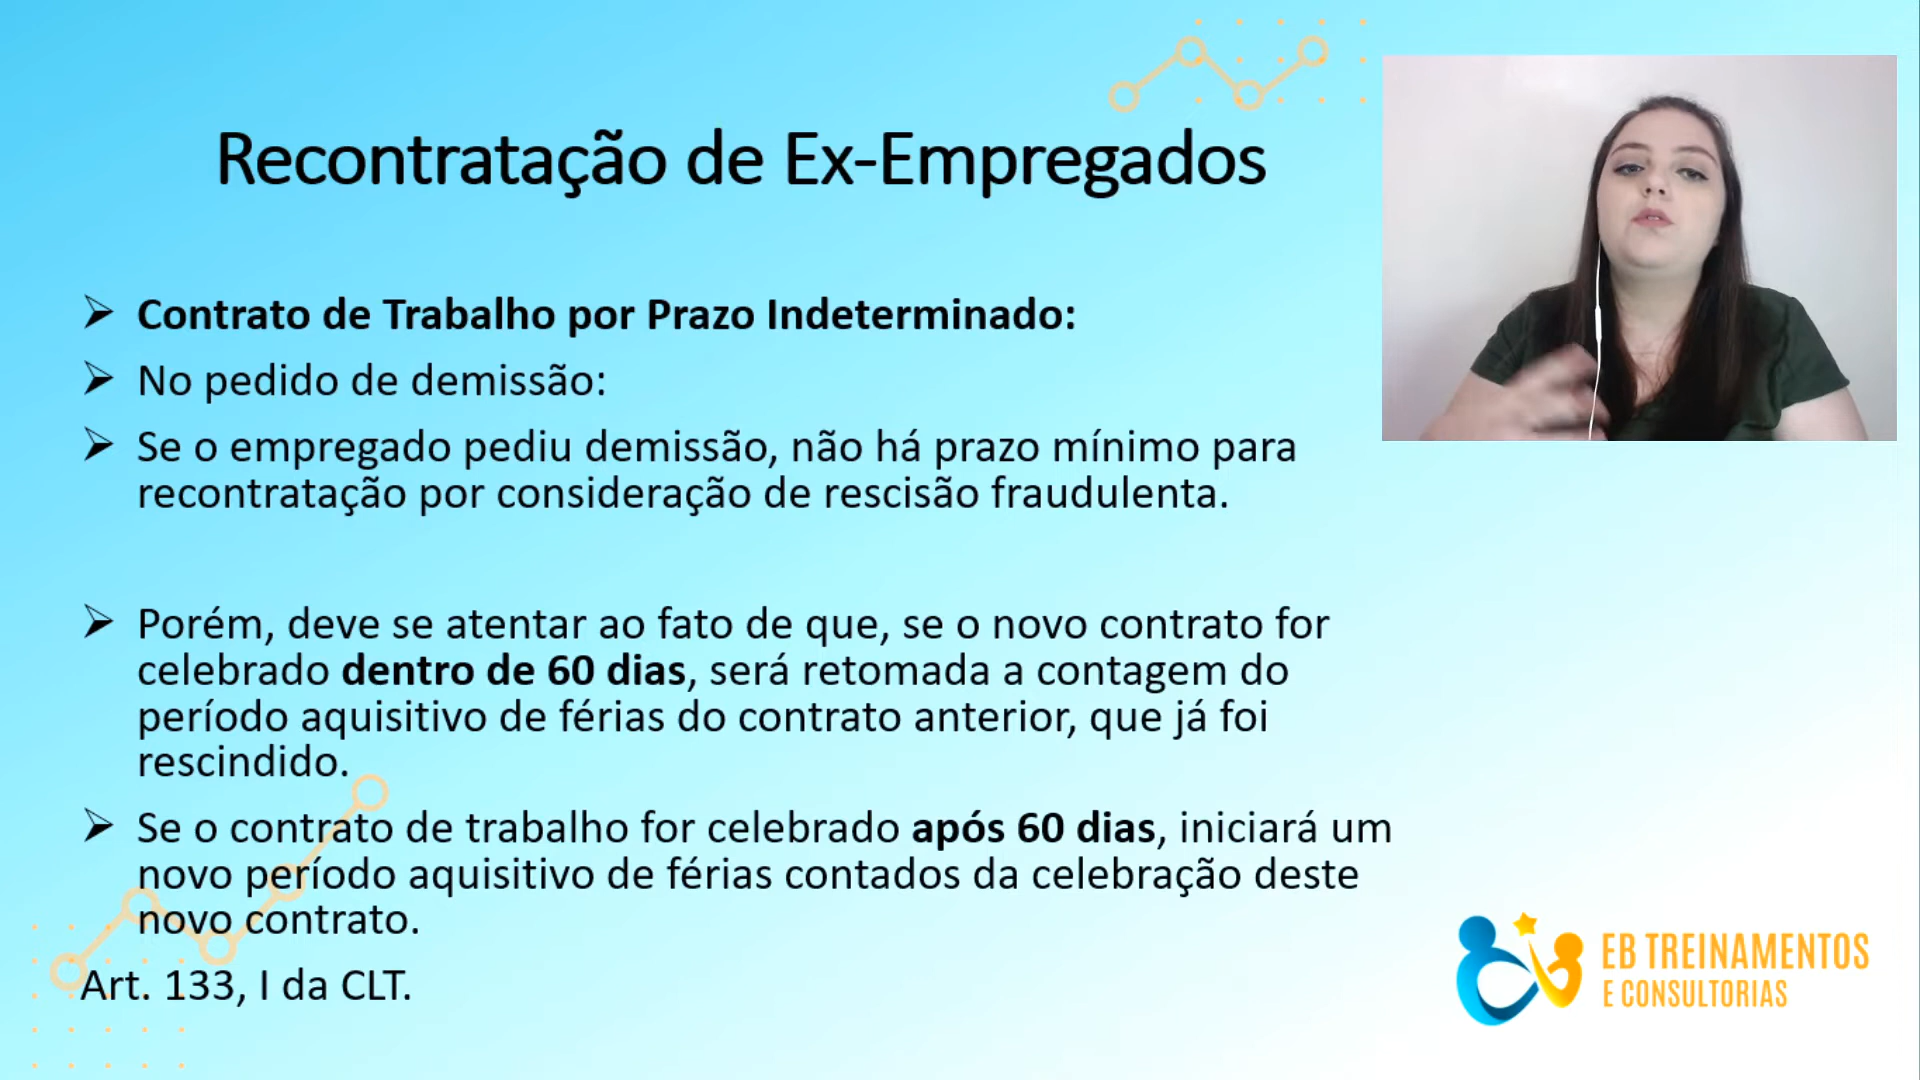 Recontratação de Ex-Empregados
Contrato de Trabalho por Prazo Indeterminado:
No pedido de demissão:
Se o empregado pediu demissão, não há prazo mínimo para
recontratação por consideração de rescisão fraudulenta.
Porém, deve se atentar ao fato de que, se o novo contrato for
celebrado dentro de 60 dias, será retomada a contagem do
período aquisitivo de férias do contrato anterior, que já foi
rescindido.
Se o contrato de trabalho for celebrado após 60 dias, iniciará um
novo período aquisitivo de férias contados da celebração deste
novo contrato.
Art. 133, I da CLT.
EB TREINAMENTOS
E CONSULTORIAS